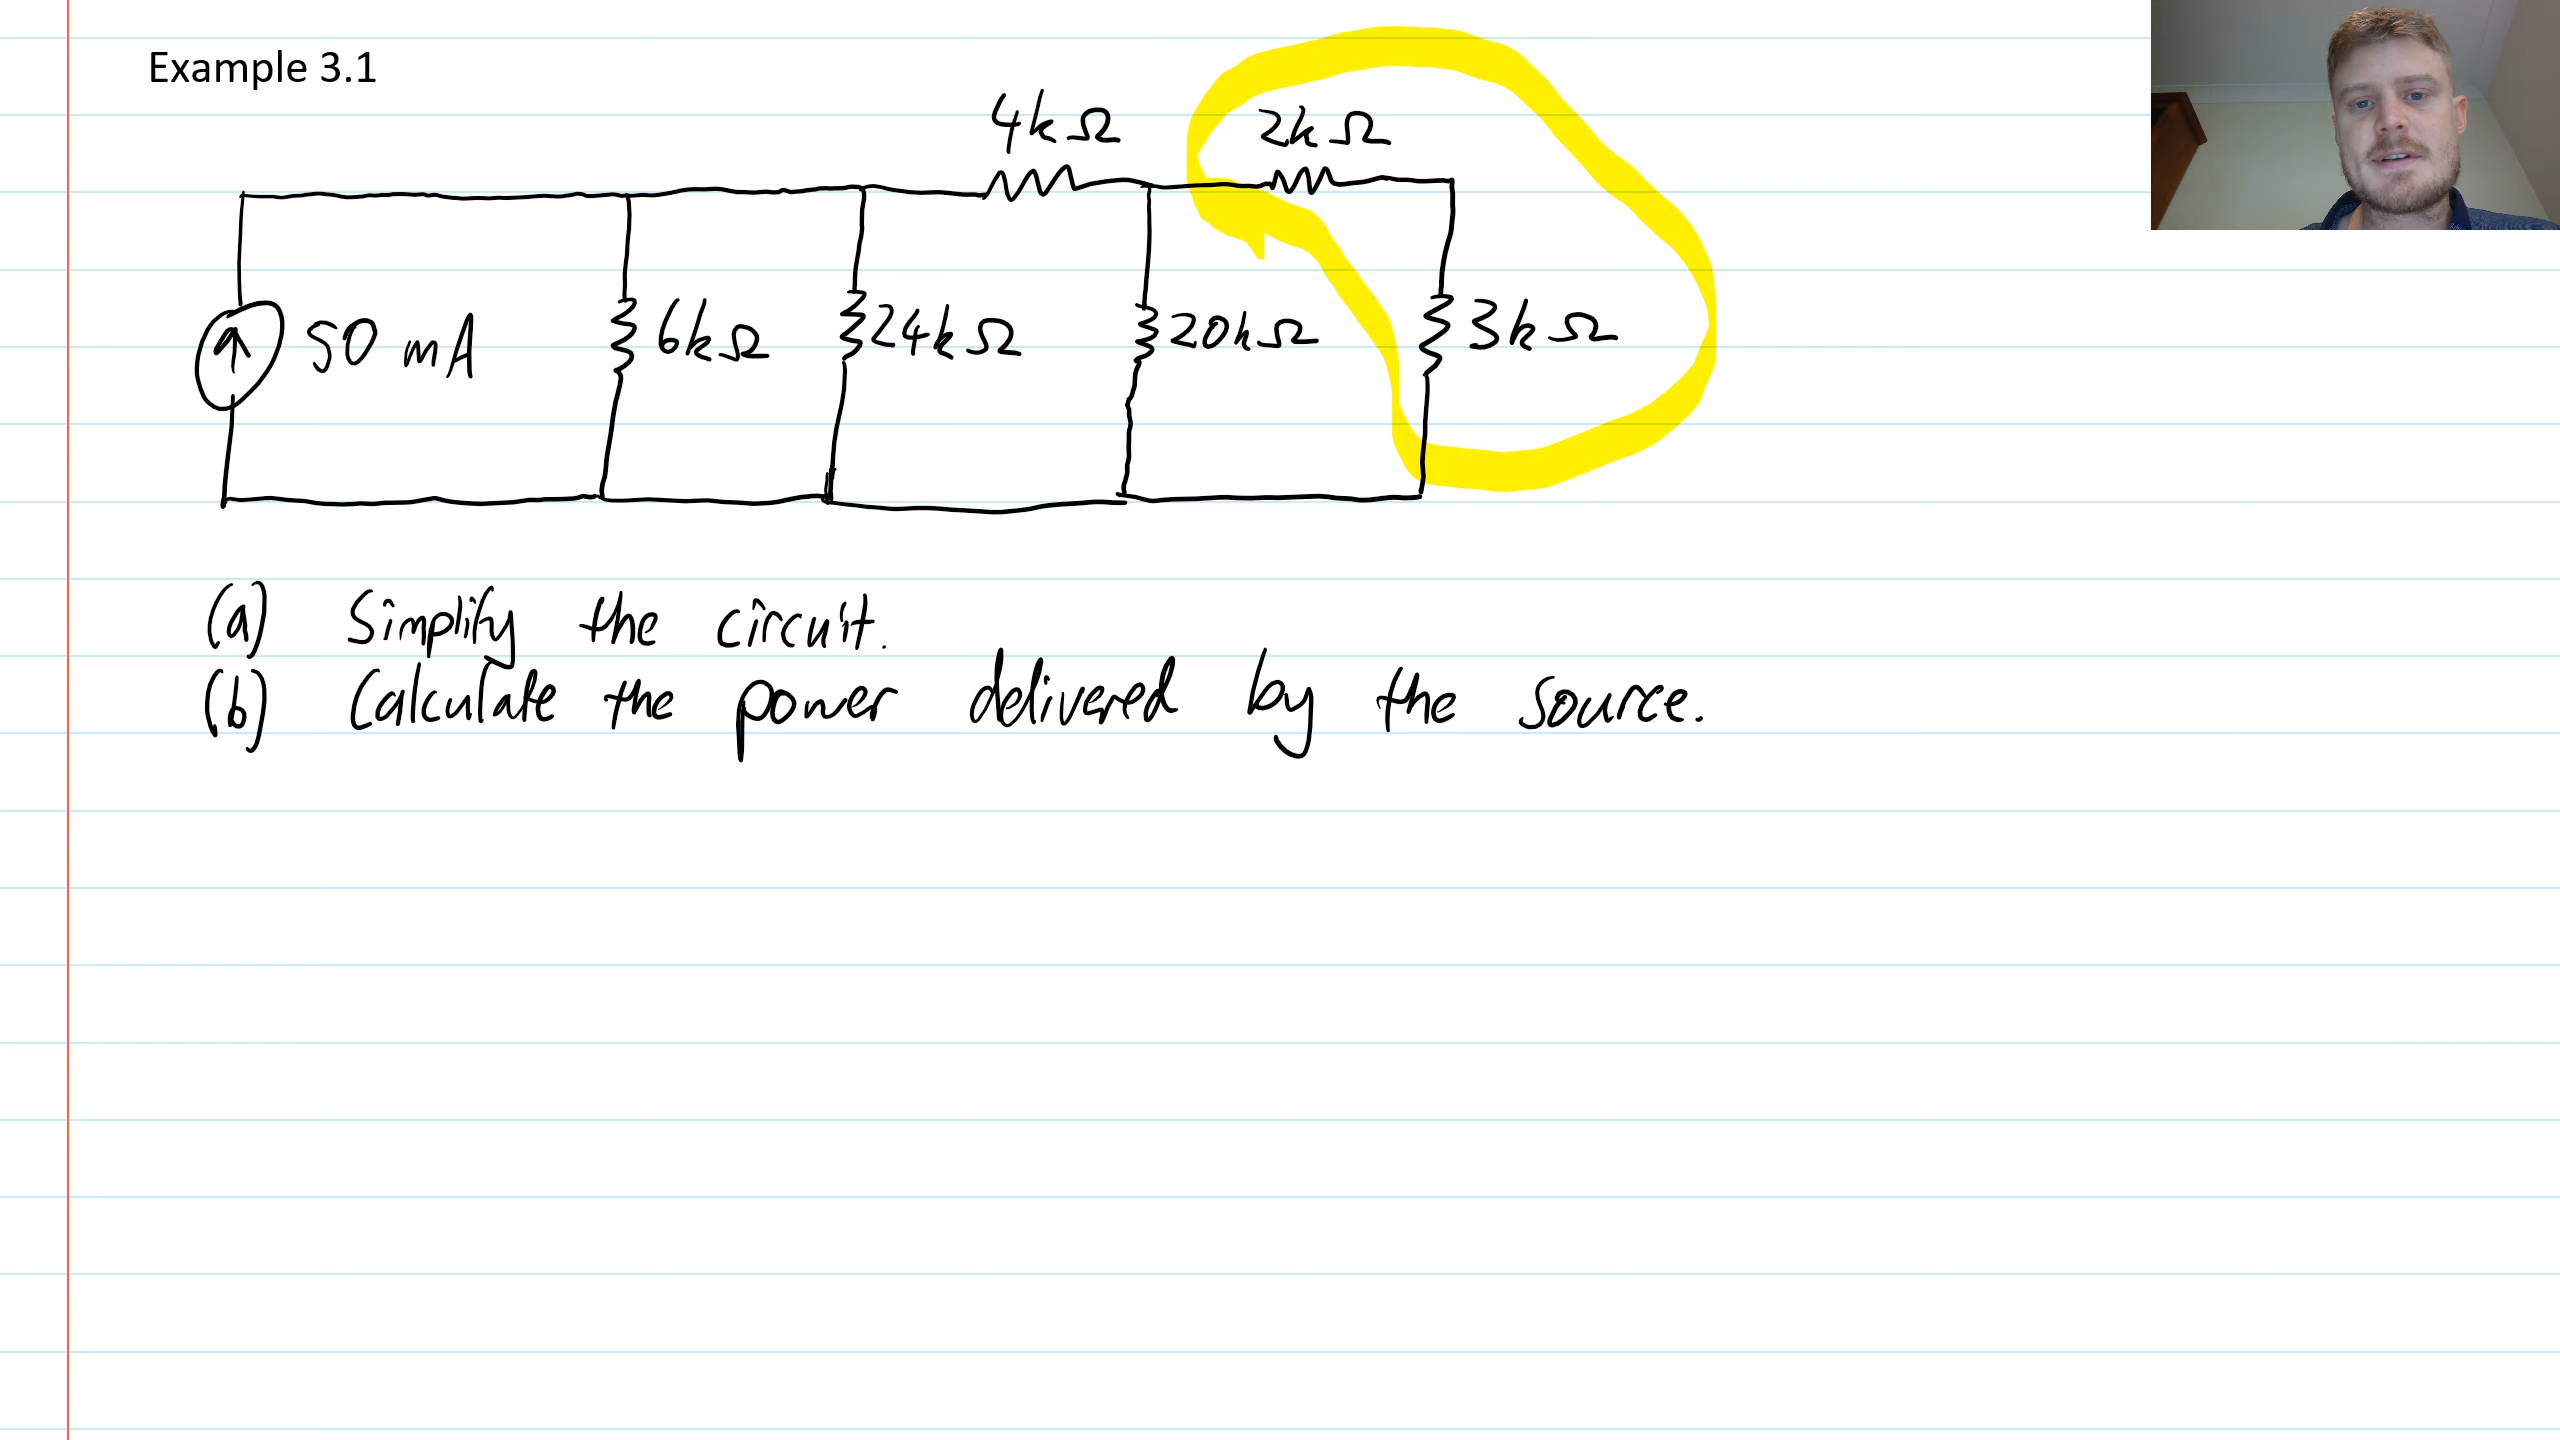 Example 3.1
4kΩ 2kΩ
50 mA 6kΩ 24kΩ 20kΩ 3kΩ
(a) Simplify the circuit.
(b) Calculate the power delivered by the source.